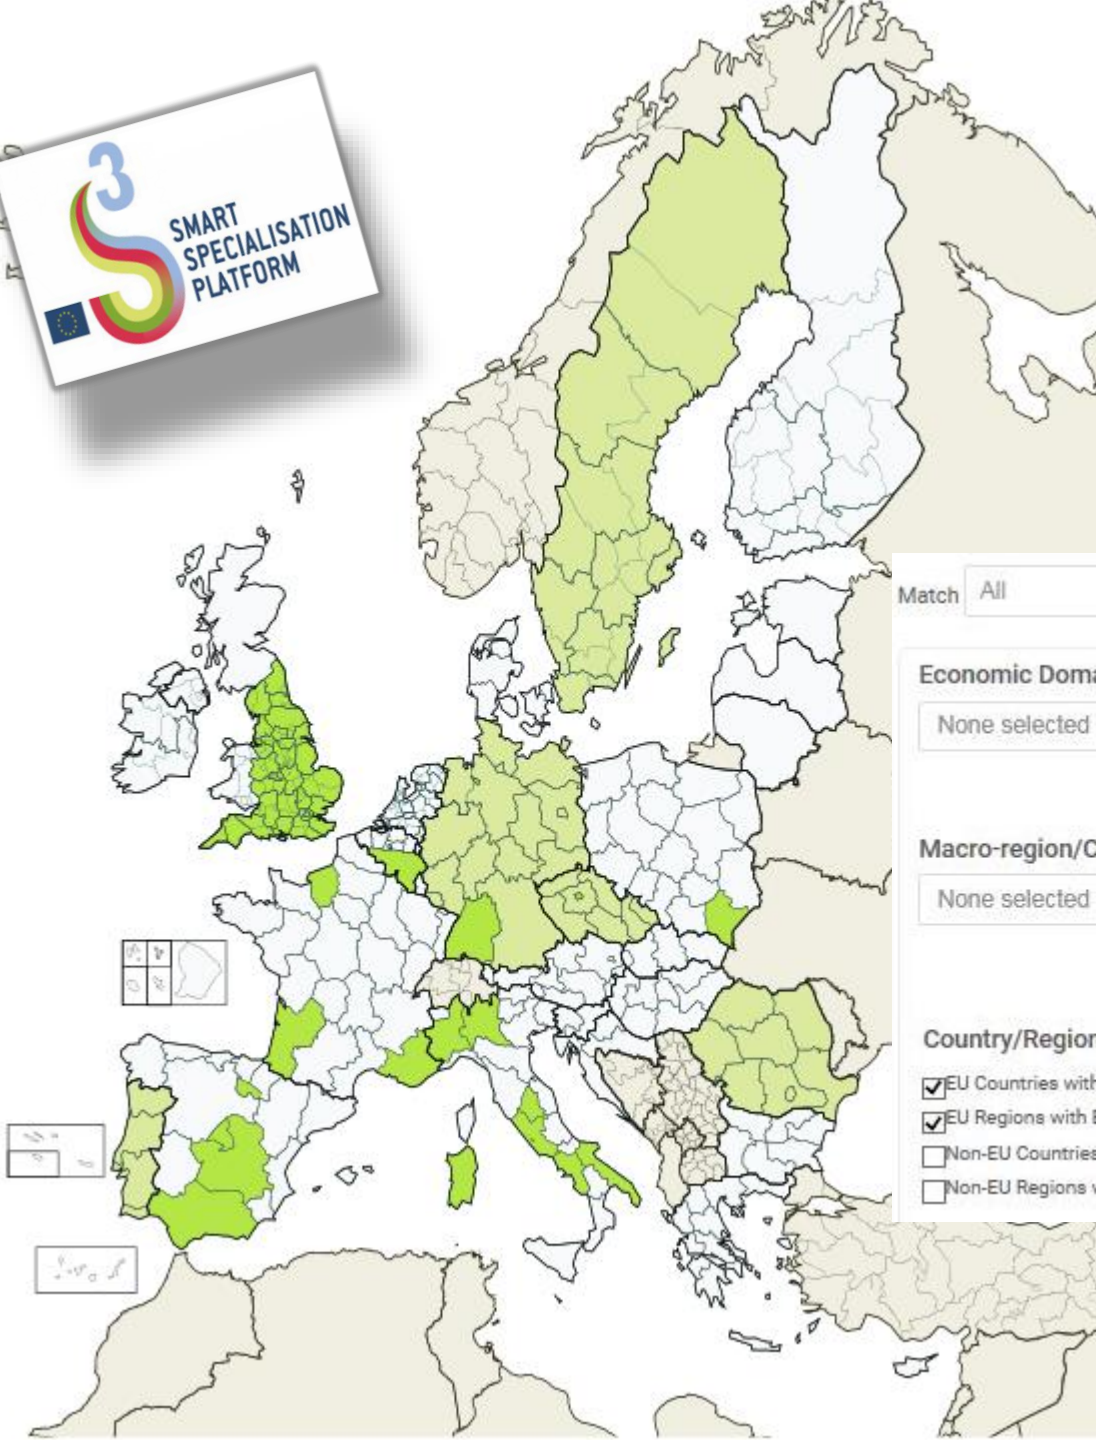 3
SMART
SPECIALISATION
PLATFORM
Match All
Economic Doma
None selected
Macro-region/C
None selected
Country/Region
EU Countries with
EU Regions with E
Non-EU Countries
Non-EU Regions w